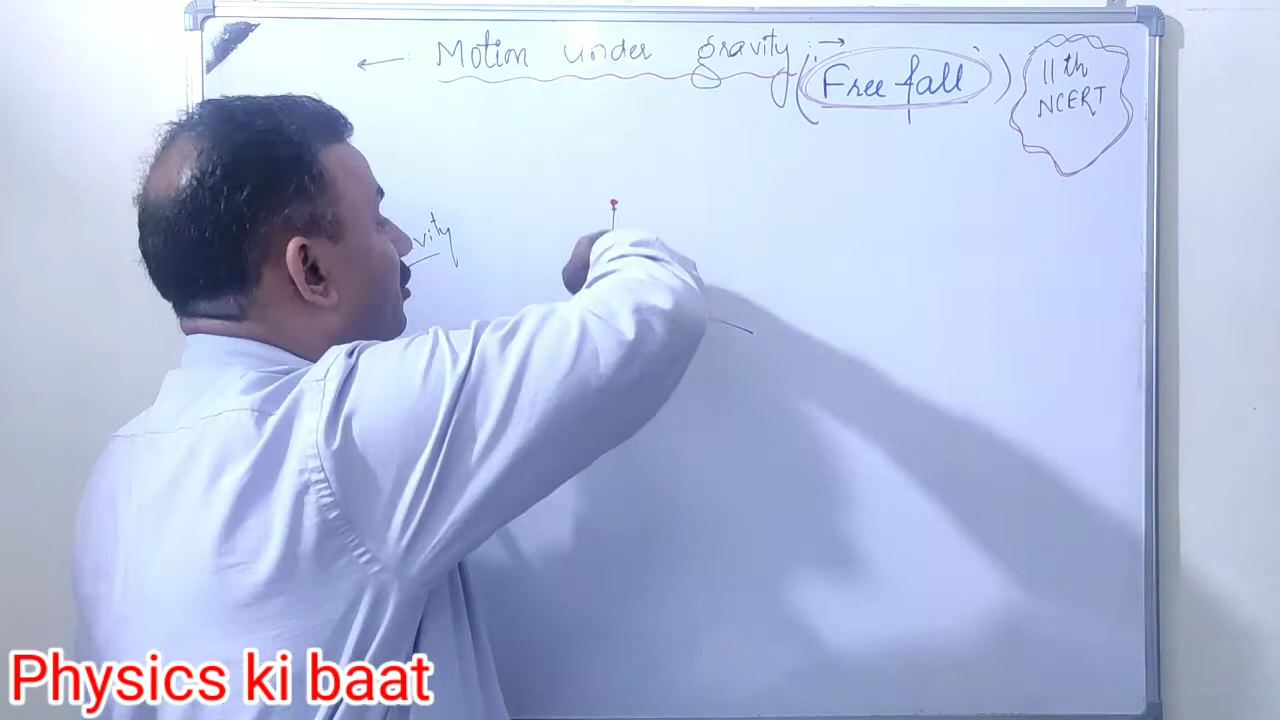 ← Motion under gravity :→
(Free fall)
11th
NCERT
vity
Physics ki baat